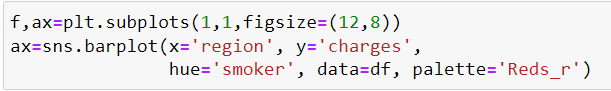 f,ax=plt.subplots(1,1,figsize=(12,8))
ax=sns.barplot(x='region', y='charges',
hue='smoker', data=df, palette='Reds_r')